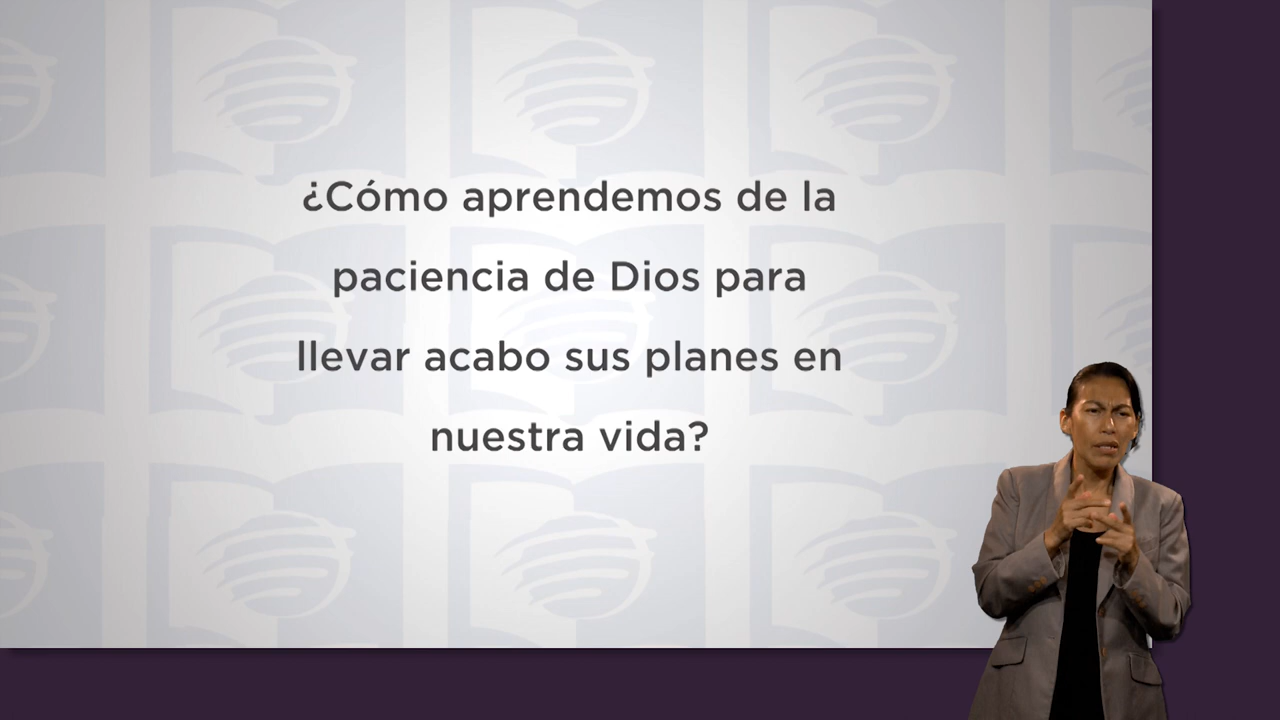 ¿Cómo aprendemos de la
paciencia de Dios para
llevar acabo sus planes en
nuestra vida?